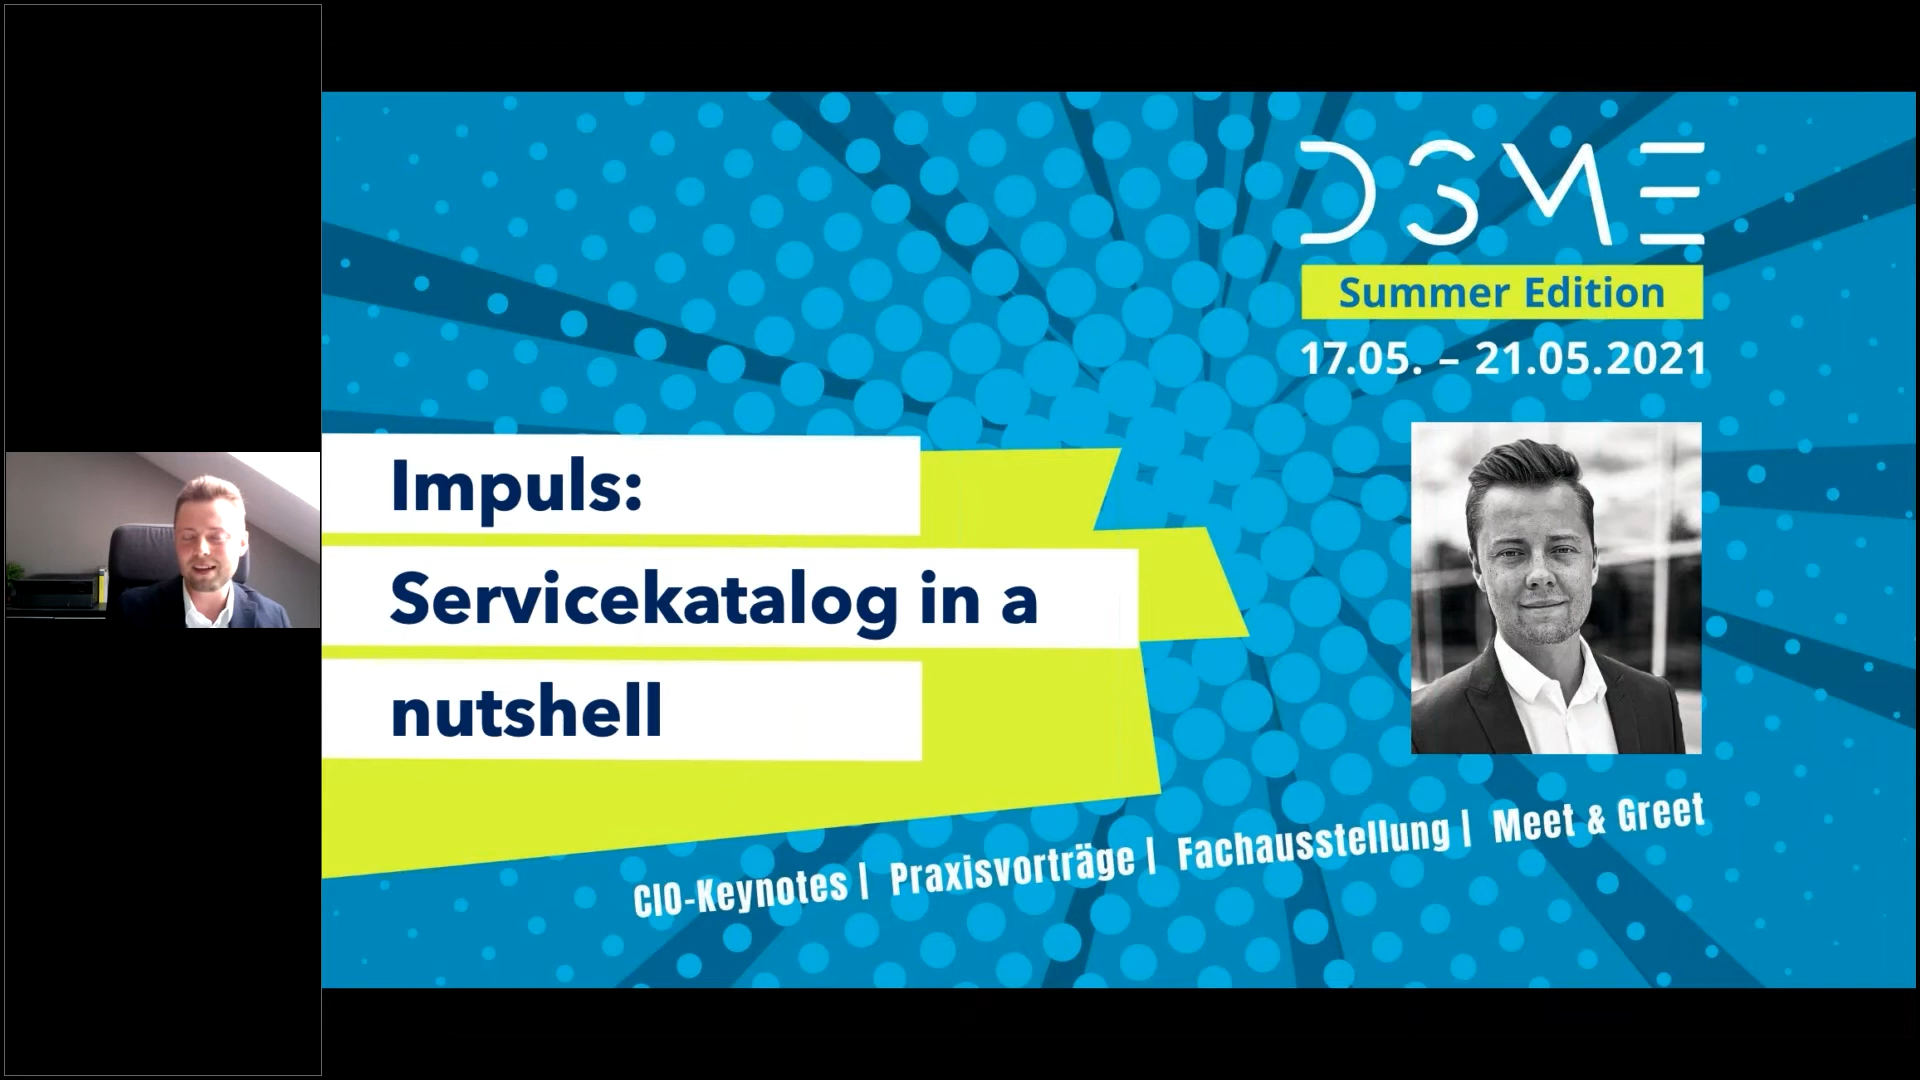 DSME
Summer Edition
17.05. – 21.05.2021
Impuls:
Servicekatalog in a
nutshell
CIO-Keynotes | Praxisvorträge | Fachausstellung | Meet & Greet